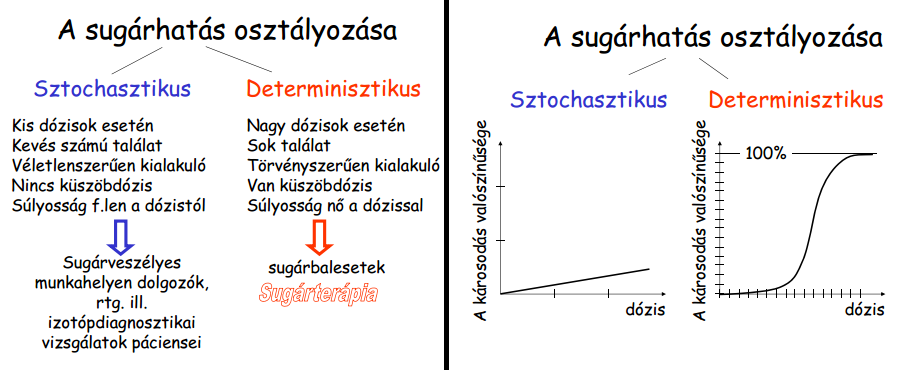 A sugárhatás osztályozása
Sztochasztikus
Kis dózisok esetén
Kevés számú találat
Véletlenszerűen kialakuló
Nincs küszöbdózis
Súlyosság f.len a dózistól
Sugárveszélyes
munkahelyen dolgozók,
rtg. ill.
izotópdiagnosztikai
vizsgálatok páciensei
Determinisztikus
Nagy dózisok esetén
Sok találat
Törvényszerűen kialakuló
Van küszöbdózis
Súlyosság nő a dózissal
sugárbalesetek
Sugárterápia
A sugárhatás osztályozása
Sztochasztikus
A károsodás valószínűsége
dózis
Determinisztikus
A károsodás valószínűsége
100%
dózis